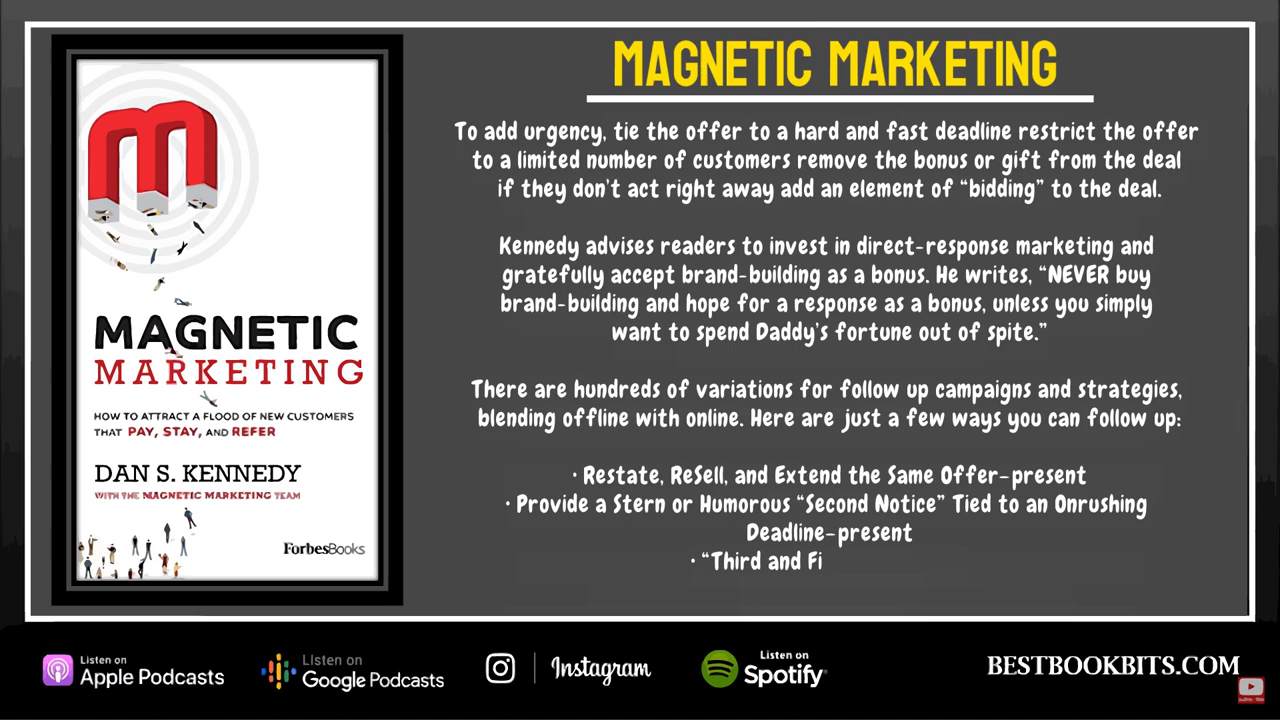 MAGNETIC MARKETING
To add urgency, tie the offer to a hard and fast deadline restrict the offer
to a limited number of customers remove the bonus or gift from the deal
if they don't act right away add an element of “bidding” to the deal.
Kennedy advises readers to invest in direct-response marketing and
gratefully accept brand-building as a bonus. He writes, “NEVER buy
brand-building and hope for a response as a bonus, unless you simply
want to spend Daddy's fortune out of spite.”
There are hundreds of variations for follow up campaigns and strategies,
blending offline with online. Here are just a few ways you can follow up:
• Restate, ReSell, and Extend the Same Offer-present
• Provide a Stern or Humorous “Second Notice” Tied to an Onrushing
Deadline-present
• “Third and Fi
MAGNETIC
MARKETING
HOW TO ATTRACT A FLOOD OF NEW CUSTOMERS
THAT PAY, STAY, AND REFER
DAN S. KENNEDY
WITH THE MAGNETIC MARKETING TEAM
ForbesBooks
Listen on
Apple Podcasts
Listen on
Google Podcasts
Instagram
Listen on
Spotify
BESTBOOKBITS.COM